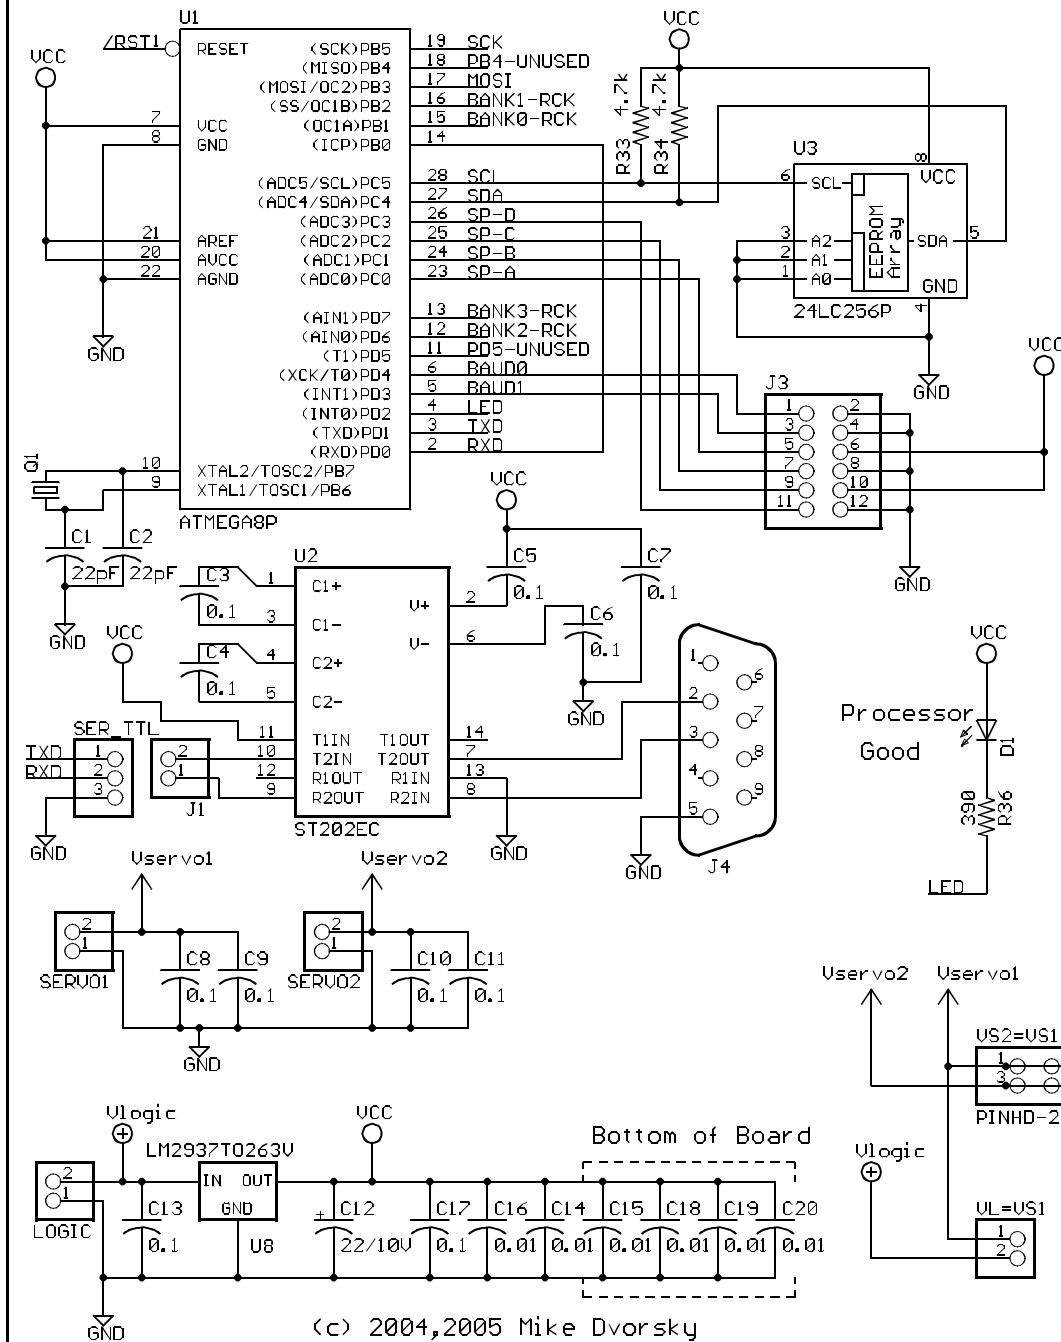 U1
VCC
/RST1
RESET
(SCK)PB5 19 SCK
(MISO)PB4 18 PB4-UNUSED
(MOSI/OC2)PB3 17 MOSI
(SS/OC1B)PB2 16 BANK1-RCK
7 VCC (OC1A)PB1 15 BANK0-RCK
8 GND (ICP)PB0 14
(ADC5/SCL)PC5 28 SCL
(ADC4/SDA)PC4 27 SDA
(ADC3)PC3 26 SP-D
21 AREF (ADC2)PC2 25 SP-C
20 AVCC (ADC1)PC1 24 SP-B
22 AGND (ADC0)PC0 23 SP-A
(AIN1)PD7 13 BANK3-RCK
(AIN0)PD6 12 BANK2-RCK
(T1)PD5 11 PD5-UNUSED
(XCK/T0)PD4 6 BAUD0
(INT1)PD3 5 BAUD1
(INT0)PD2 4 LED
(TXD)PD1 3 TXD
(RXD)PD0 2 RXD
10 XTAL2/TOSC2/PB7
9 XTAL1/TOSC1/PB6
ATMEGA8P
GND
Q1
C1
22pF
C2
22pF
GND
VCC
R33 4.7k
R34 4.7k
U3
8 VCC
6 SCL
3 A2
2 A1
1 A0
EEPROM
Array
SDA 5
GND
4
24LC256P
GND
VCC
J3
1 2
3 4
5 6
7 8
9 10
11 12
GND
U2
C3
0.1
C4
0.1
1 C1+
3 C1-
4 C2+
5 C2-
V+ 2
V- 6
11 T1IN T1OUT 14
10 T2IN T2OUT 7
12 R1OUT R1IN 13
9 R2OUT R2IN 8
ST202EC
VCC
C5
0.1
C7
0.1
C6
0.1
GND
GND
VCC
SER_TTL
TXD 1
RXD 2
3
GND
2
1
J1
1
6
2
7
3
8
4
9
5
J4
GND
VCC
Processor
Good
D1
390
R36
LED
Vservo1
2
1
SERVO1
C8
0.1
C9
0.1
GND
Vservo2
2
1
SERVO2
C10
0.1
C11
0.1
Vservo2
Vservo1
VS2=VS1
1
3
PINHD-2
Vlogic
VL=VS1
1
2
Vlogic
2
1
LOGIC
C13
0.1
LM2937TO263V
IN OUT
GND
U8
VCC
+
C12
22/10V
C17
0.1
C16
0.01
C14
0.01
Bottom of Board
C15
0.01
C18
0.01
C19
0.01
C20
0.01
GND
(c) 2004,2005 Mike Dvorsky